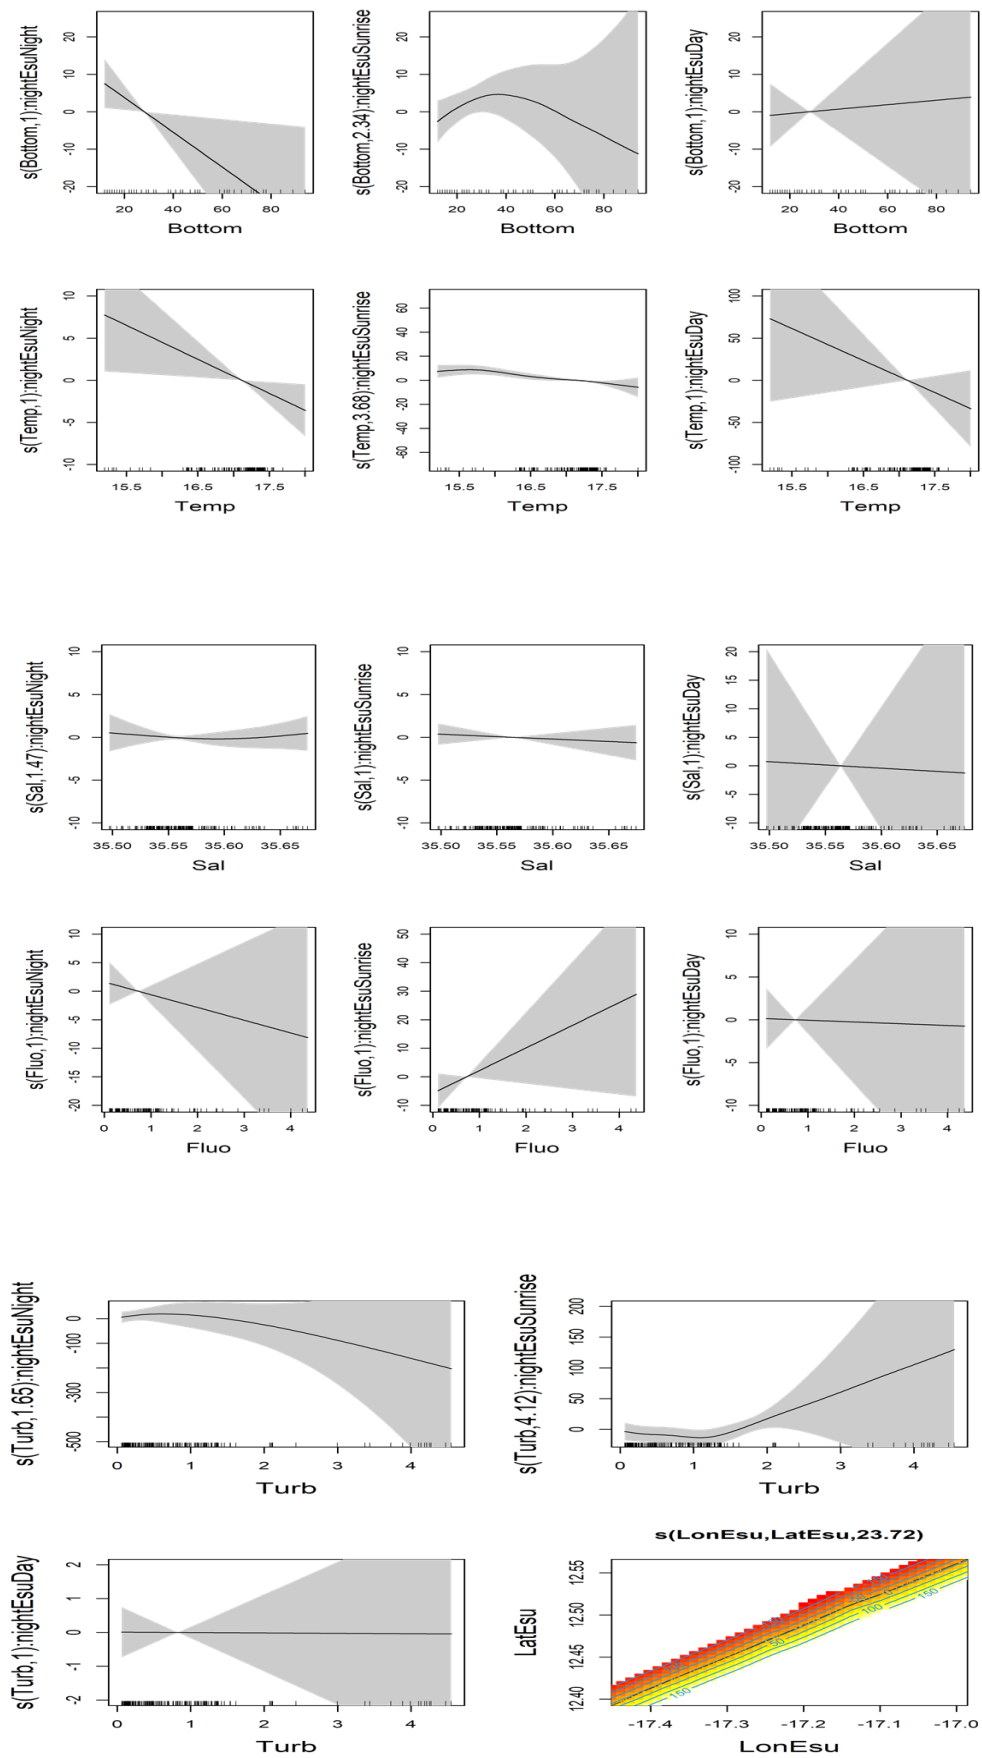 s(Bottom,1):nightEsuNight
20
10
0
-10
-20
20 40 60 80
Bottom
s(Bottom,2.34):nightEsuSunrise
20
10
0
-10
-20
20 40 60 80
Bottom
s(Bottom,1):nightEsuDay
20
10
0
-10
-20
20 40 60 80
Bottom
s(Temp,1):nightEsuNight
10
5
0
-5
-10
15.5 16.5 17.5
Temp
s(Temp,3.68):nightEsuSunrise
60
40
20
0
-20
-60
15.5 16.5 17.5
Temp
s(Temp,1):nightEsuDay
100
50
0
-50
-100
15.5 16.5 17.5
Temp
s(Sal,1.47):nightEsuNight
10
5
0
-5
-10
35.50 35.55 35.60 35.65
Sal
s(Sal,1):nightEsuSunrise
10
5
0
-5
-10
35.50 35.55 35.60 35.65
Sal
s(Sal,1):nightEsuDay
20
15
10
5
0
-5
-10
35.50 35.55 35.60 35.65
Sal
s(Fluo,1):nightEsuNight
10
5
0
-5
-10
-15
-20
0 1 2 3 4
Fluo
s(Fluo,1):nightEsuSunrise
50
40
30
20
10
0
-10
0 1 2 3 4
Fluo
s(Fluo,1):nightEsuDay
10
5
0
-5
-10
0 1 2 3 4
Fluo
s(Turb,1.65):nightEsuNight
0
-100
-300
-500
0 1 2 3 4
Turb
s(Turb,4.12):nightEsuSunrise
200
150
100
50
0
0 1 2 3 4
Turb
s(Turb,1):nightEsuDay
2
1
0
-1
-2
0 1 2 3 4
Turb
s(LonEsu,LatEsu,23.72)
LatEsu
12.55
12.50
12.45
12.40
0
100
150
50
150
-17.4 -17.3 -17.2 -17.1 -17.0
LonEsu